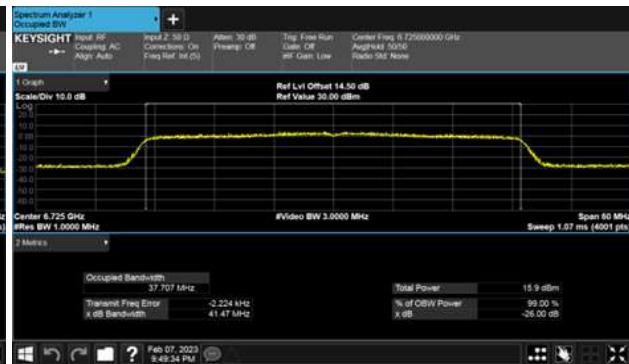 Spectrum Analyzer 1
Occupied BW
+
KEYSIGHT Input: RF Input Z: 50 Ω Atten: 30 dB Trig: Free Run Center Freq: 6.725000000 GHz
Coupling: AC Corrections: On Preamp: Off Gate: Off Avg|Hold: 50/50
Align: Auto Freq Ref: Int (S) #IF Gain: Low Radio Std: None
1 Graph
Scale/Div 10.0 dB
Ref Lvl Offset 14.50 dB
Ref Value 30.00 dBm
Log
20.0
10.0
0.00
-10.0
-20.0
-30.0
-40.0
-50.0
-60.0
Center 6.725 GHz #Video BW 3.0000 MHz Span 60 MHz
#Res BW 1.0000 MHz Sweep 1.07 ms (4001 pts)
2 Metrics
Occupied Bandwidth
37.707 MHz
Total Power 15.9 dBm
Transmit Freq Error -2.224 kHz % of OBW Power 99.00 %
x dB Bandwidth 41.47 MHz x dB -26.00 dB
? Feb 07, 2023
9:49:34 PM